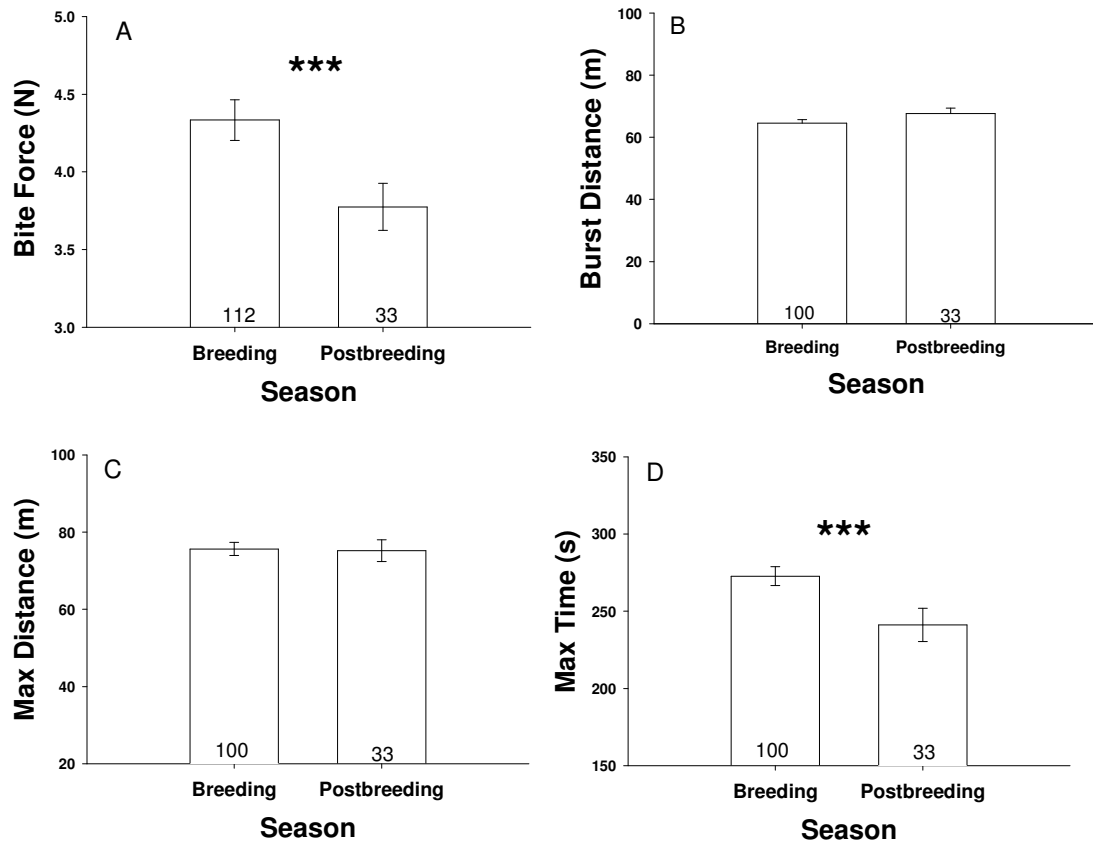 A
***
Bite Force (N)
5.0
4.5
4.0
3.5
3.0
112
33
Breeding
Postbreeding
Season
B
Burst Distance (m)
100
80
60
40
20
0
100
33
Breeding
Postbreeding
Season
C
Max Distance (m)
100
80
60
40
20
100
33
Breeding
Postbreeding
Season
D
***
Max Time (s)
350
300
250
200
150
100
33
Breeding
Postbreeding
Season